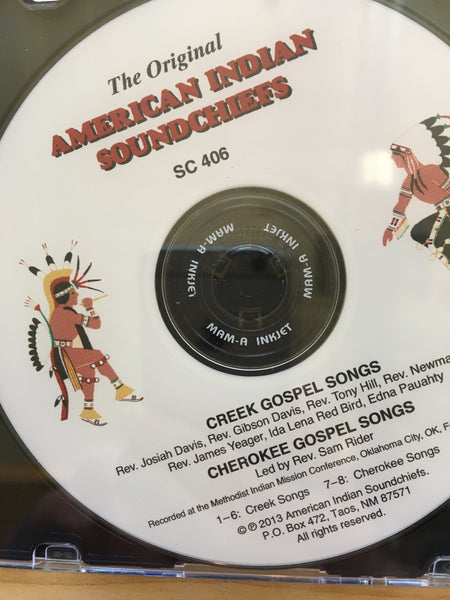 The Original
AMERICAN INDIAN
SOUNDCHIEFS
SC 406
MAM-A INKJET
MAM-A INKJET
MAM-A INKJET
CREEK GOSPEL SONGS
Rev. Josiah Davis, Rev. Gibson Davis, Rev. Tony Hill, Rev. Newma
Rev. James Yeager, Ida Lena Red Bird, Edna Pauahty
CHEROKEE GOSPEL SONGS
Led by Rev. Sam Rider
Recorded at the Methodist Indian Mission Conference, Oklahoma City, OK, F
1–6: Creek Songs 7–8: Cherokee Songs
©℗2013 American Indian Soundchiefs.
P.O. Box 472, Taos, NM 87571
All rights reserved.